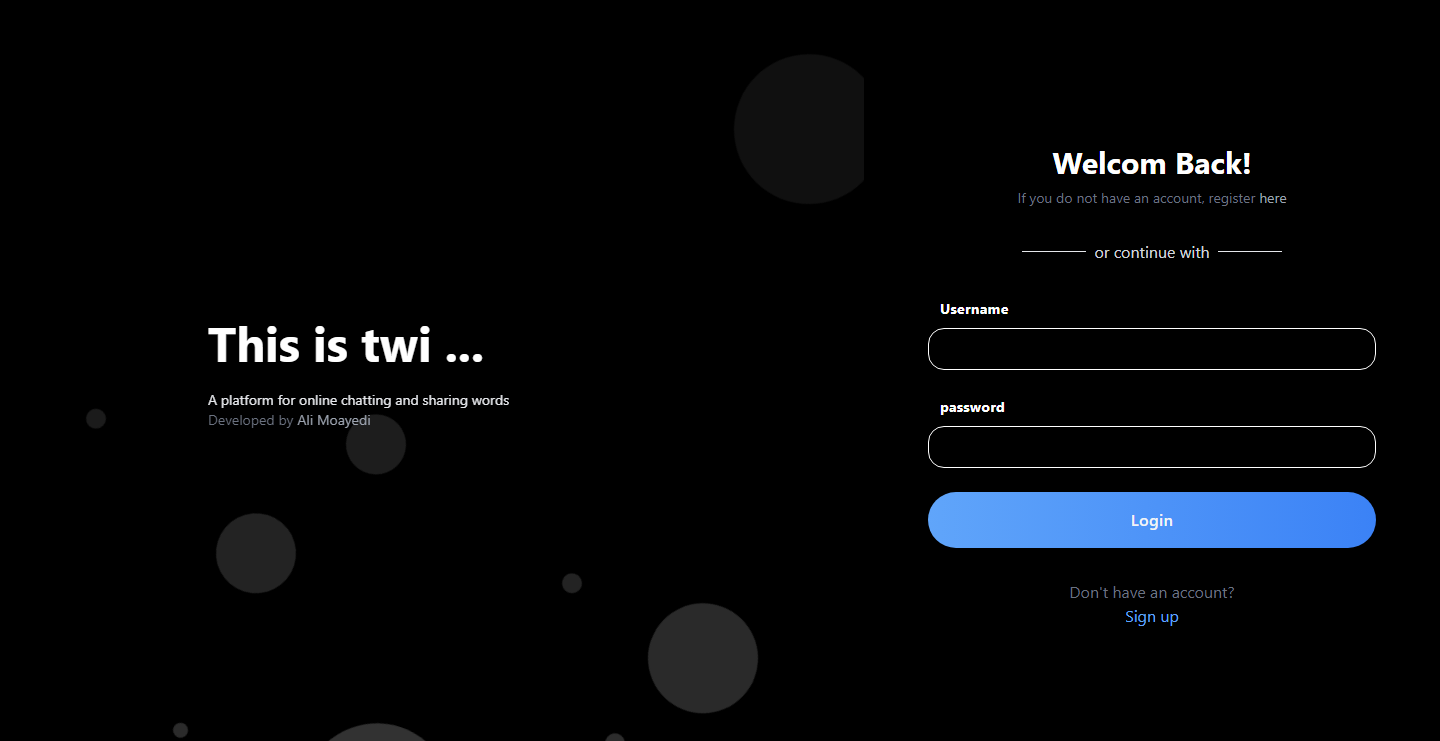 This is twi ...
A platform for online chatting and sharing words
Developed by Ali Moayedi
Welcom Back!
If you do not have an account, register here
or continue with
Username
password
Login
Don't have an account?
Sign up